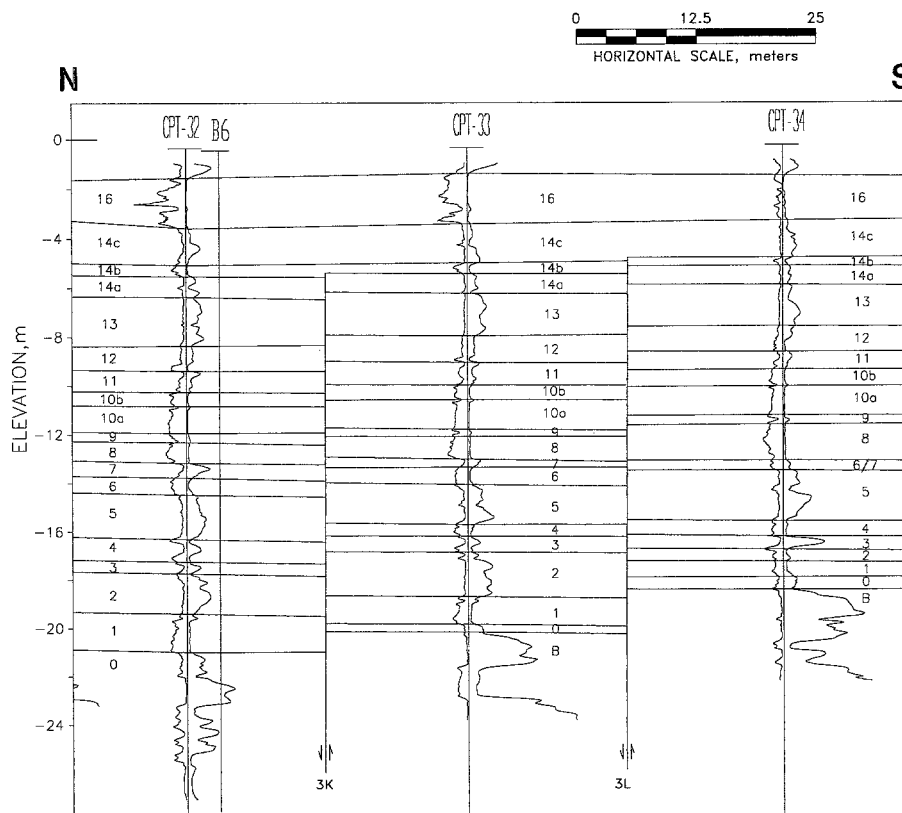 0 12.5 25
HORIZONTAL SCALE, meters
N S
CPT-32 B6 CPT-33 CPT-34
ELEVATION,m
0
-4
-8
-12
-16
-20
-24
16
14c
14b
14a
13
12
11
10b
10a
9
8
7
6
5
4
3
2
1
0
16
14c
14b
14a
13
12
11
10b
10a
9
8
7
6
5
4
3
2
1
0
B
16
14c
14b
14a
13
12
11
10b
10a
9
8
6/7
5
4
3
2
1
0
B
3K 3L